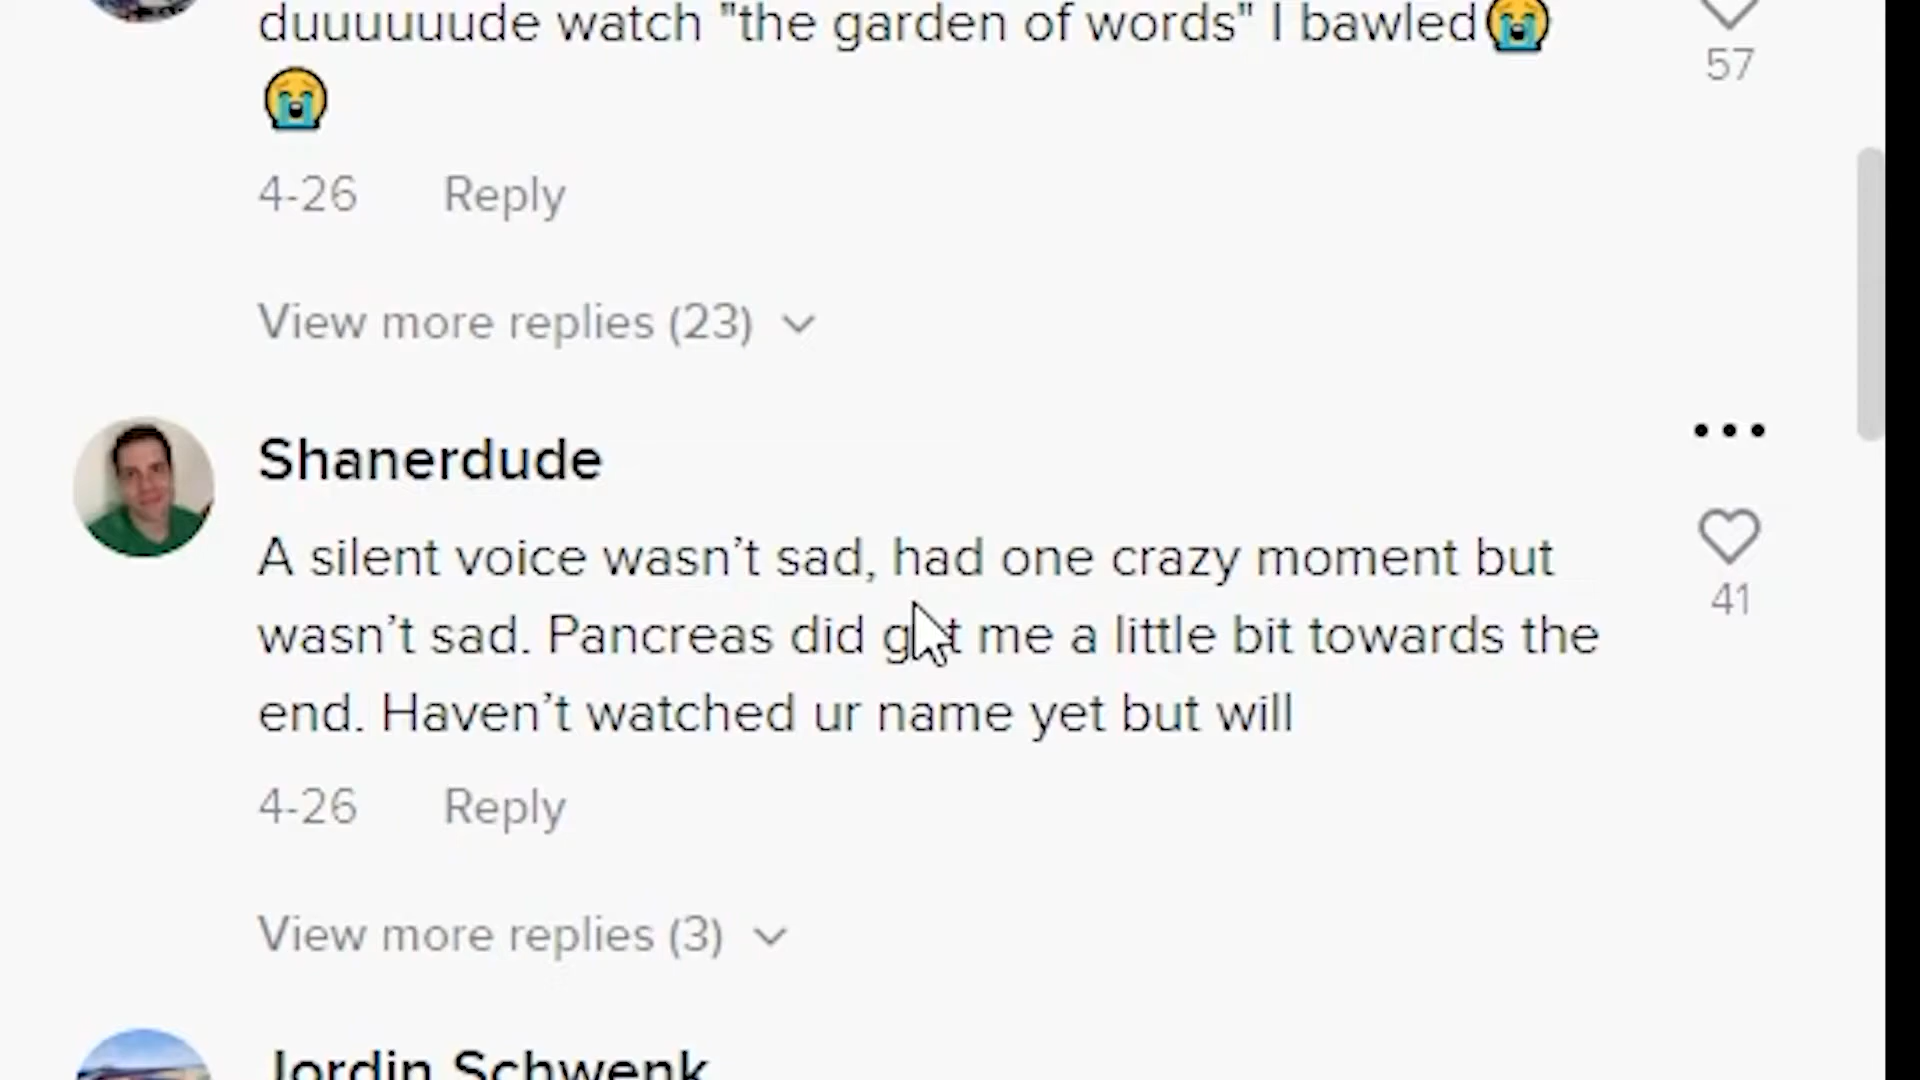 duuuuuude watch "the garden of words" I bawled😭
😭
57
4-26 Reply
View more replies (23)
Shanerdude
A silent voice wasn’t sad, had one crazy moment but
wasn’t sad. Pancreas did get me a little bit towards the
end. Haven’t watched ur name yet but will
41
4-26 Reply
View more replies (3)
Jordin Schwenk